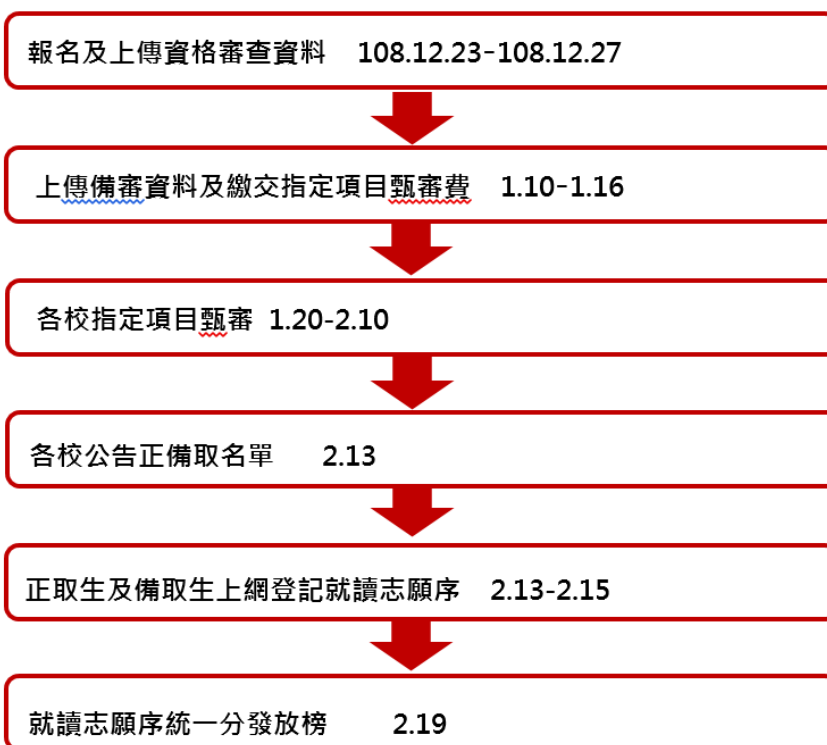 報名及上傳資格審查資料 108.12.23-108.12.27
上傳備審資料及繳交指定項目甄審費 1.10-1.16
各校指定項目甄審 1.20-2.10
各校公告正備取名單 2.13
正取生及備取生上網登記就讀志願序 2.13-2.15
就讀志願序統一分發放榜 2.19